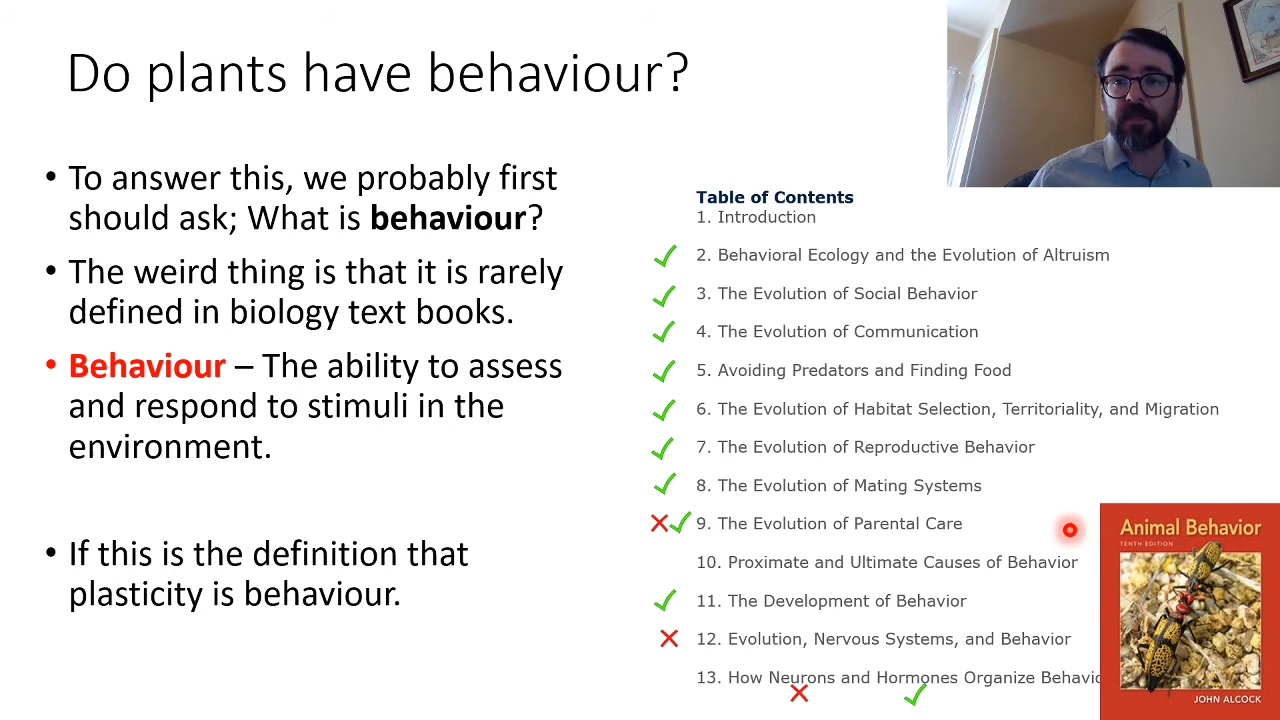 Do plants have behaviour?
• To answer this, we probably first
should ask; What is behaviour?
• The weird thing is that it is rarely
defined in biology text books.
• Behaviour – The ability to assess
and respond to stimuli in the
environment.
• If this is the definition that
plasticity is behaviour.
Table of Contents
1. Introduction
2. Behavioral Ecology and the Evolution of Altruism
3. The Evolution of Social Behavior
4. The Evolution of Communication
5. Avoiding Predators and Finding Food
6. The Evolution of Habitat Selection, Territoriality, and Migration
7. The Evolution of Reproductive Behavior
8. The Evolution of Mating Systems
9. The Evolution of Parental Care
10. Proximate and Ultimate Causes of Behavior
11. The Development of Behavior
12. Evolution, Nervous Systems, and Behavior
13. How Neurons and Hormones Organize Behavio
Animal Behavior
TENTH EDITION
JOHN ALCOCK